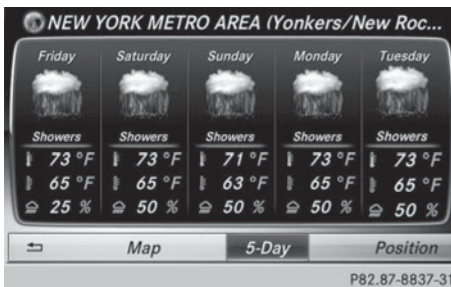 NEW YORK METRO AREA (Yonkers/New Roc...
Friday Saturday Sunday Monday Tuesday
Showers Showers Showers Showers Showers
73 °F 73 °F 71 °F 73 °F 73 °F
65 °F 65 °F 63 °F 65 °F 65 °F
25 % 50 % 50 % 50 % 50 %
Map 5-Day Position
P82.87-8837-31